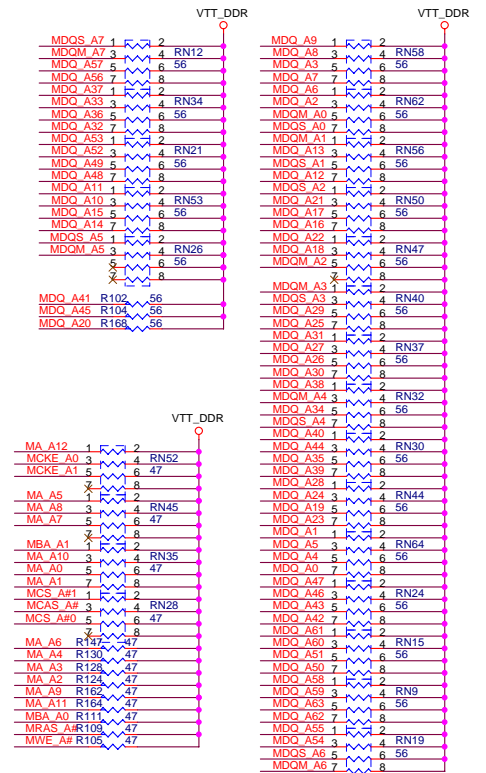 VTT_DDR
MDQS_A7 1 2
MDQM_A7 3 4 RN12
MDQ_A57 5 6 56
MDQ_A56 7 8
MDQ_A37 1 2
MDQ_A33 3 4 RN34
MDQ_A36 5 6 56
MDQ_A32 7 8
MDQ_A53 1 2
MDQ_A52 3 4 RN21
MDQ_A49 5 6 56
MDQ_A48 7 8
MDQ_A11 1 2
MDQ_A10 3 4 RN53
MDQ_A15 5 6 56
MDQ_A14 7 8
MDQS_A5 1 2
MDQM_A5 3 4 RN26
5 6 56
7 8
MDQ_A41 R102 56
MDQ_A45 R104 56
MDQ_A20 R168 56
VTT_DDR
MA_A12 1 2
MCKE_A0 3 4 RN52
MCKE_A1 5 6 47
7 8
MA_A5 1 2
MA_A8 3 4 RN45
MA_A7 5 6 47
7 8
MBA_A1 1 2
MA_A10 3 4 RN35
MA_A0 5 6 47
MA_A1 7 8
MCS_A#1 1 2
MCAS_A# 3 4 RN28
MCS_A#0 5 6 47
7 8
MA_A6 R147 47
MA_A4 R130 47
MA_A3 R128 47
MA_A2 R124 47
MA_A9 R162 47
MA_A11 R164 47
MBA_A0 R111 47
MRAS_A# R109 47
MWE_A# R105 47
VTT_DDR
MDQ_A9 1 2
MDQ_A8 3 4 RN58
MDQ_A3 5 6 56
MDQ_A7 7 8
MDQ_A6 1 2
MDQ_A2 3 4 RN62
MDQM_A0 5 6 56
MDQS_A0 7 8
MDQM_A1 1 2
MDQ_A13 3 4 RN56
MDQS_A1 5 6 56
MDQ_A12 7 8
MDQS_A2 1 2
MDQ_A21 3 4 RN50
MDQ_A17 5 6 56
MDQ_A16 7 8
MDQ_A22 1 2
MDQ_A18 3 4 RN47
MDQM_A2 5 6 56
7 8
MDQM_A3 1 2
MDQS_A3 3 4 RN40
MDQ_A29 5 6 56
MDQ_A25 7 8
MDQ_A31 1 2
MDQ_A27 3 4 RN37
MDQ_A26 5 6 56
MDQ_A30 7 8
MDQ_A38 1 2
MDQM_A4 3 4 RN32
MDQ_A34 5 6 56
MDQS_A4 7 8
MDQ_A40 1 2
MDQ_A44 3 4 RN30
MDQ_A35 5 6 56
MDQ_A39 7 8
MDQ_A28 1 2
MDQ_A24 3 4 RN44
MDQ_A19 5 6 56
MDQ_A23 7 8
MDQ_A1 1 2
MDQ_A5 3 4 RN64
MDQ_A4 5 6 56
MDQ_A0 7 8
MDQ_A47 1 2
MDQ_A46 3 4 RN24
MDQ_A43 5 6 56
MDQ_A42 7 8
MDQ_A61 1 2
MDQ_A60 3 4 RN15
MDQ_A51 5 6 56
MDQ_A50 7 8
MDQ_A58 1 2
MDQ_A59 3 4 RN9
MDQ_A63 5 6 56
MDQ_A62 7 8
MDQ_A55 1 2
MDQ_A54 3 4 RN19
MDQS_A6 5 6 56
MDQM_A6 7 8